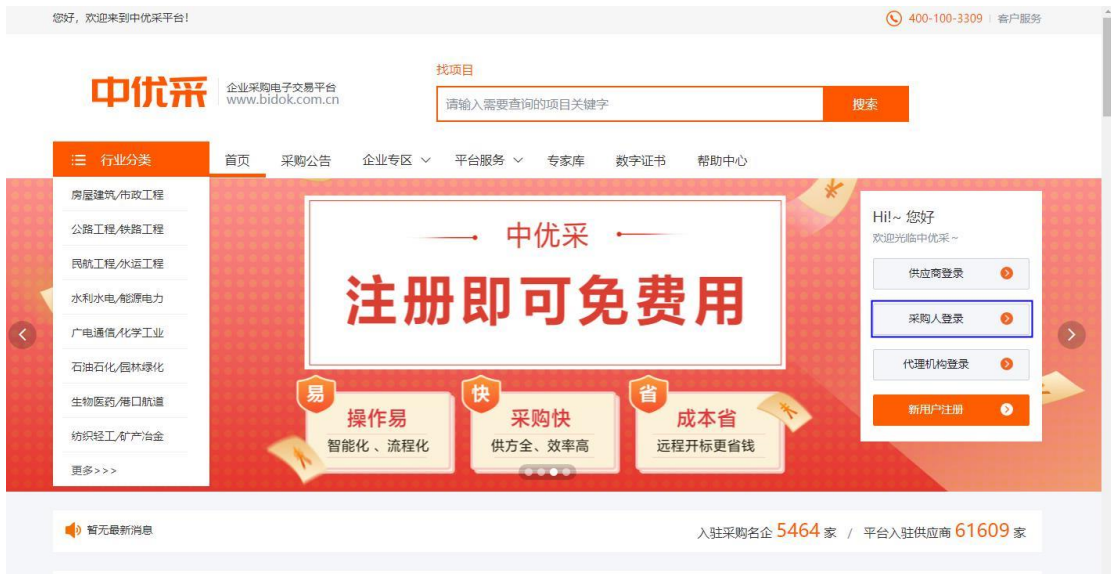 您好，欢迎来到中优采平台！
400-100-3309 | 客户服务
中优采
企业采购电子交易平台
www.bidok.com.cn
找项目
请输入需要查询的项目关键字
搜索
行业分类
首页 采购公告 企业专区 平台服务 专家库 数字证书 帮助中心
房屋建筑/市政工程
公路工程/铁路工程
民航工程/水运工程
水利水电/能源电力
广电通信/化学工业
石油石化/园林绿化
生物医药/港口航道
纺织轻工/矿产冶金
更多>>>
中优采
注册即可免费用
易
操作易
智能化、流程化
快
采购快
供方全、效率高
省
成本省
远程开标更省钱
Hi!~ 您好
欢迎光临中优采~
供应商登录
采购人登录
代理机构登录
新用户注册
暂无最新消息
入驻采购名企 5464 家 / 平台入驻供应商 61609 家